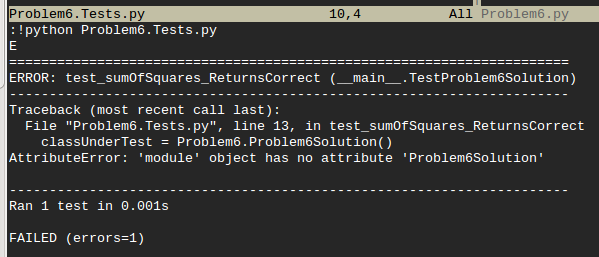 Problem6.Tests.py 10,4 All Problem6.py
:!python Problem6.Tests.py
E
======================================================================
ERROR: test_sumOfSquares_ReturnsCorrect (__main__.TestProblem6Solution)
----------------------------------------------------------------------
Traceback (most recent call last):
  File "Problem6.Tests.py", line 13, in test_sumOfSquares_ReturnsCorrect
    classUnderTest = Problem6.Problem6Solution()
AttributeError: 'module' object has no attribute 'Problem6Solution'

----------------------------------------------------------------------
Ran 1 test in 0.001s

FAILED (errors=1)